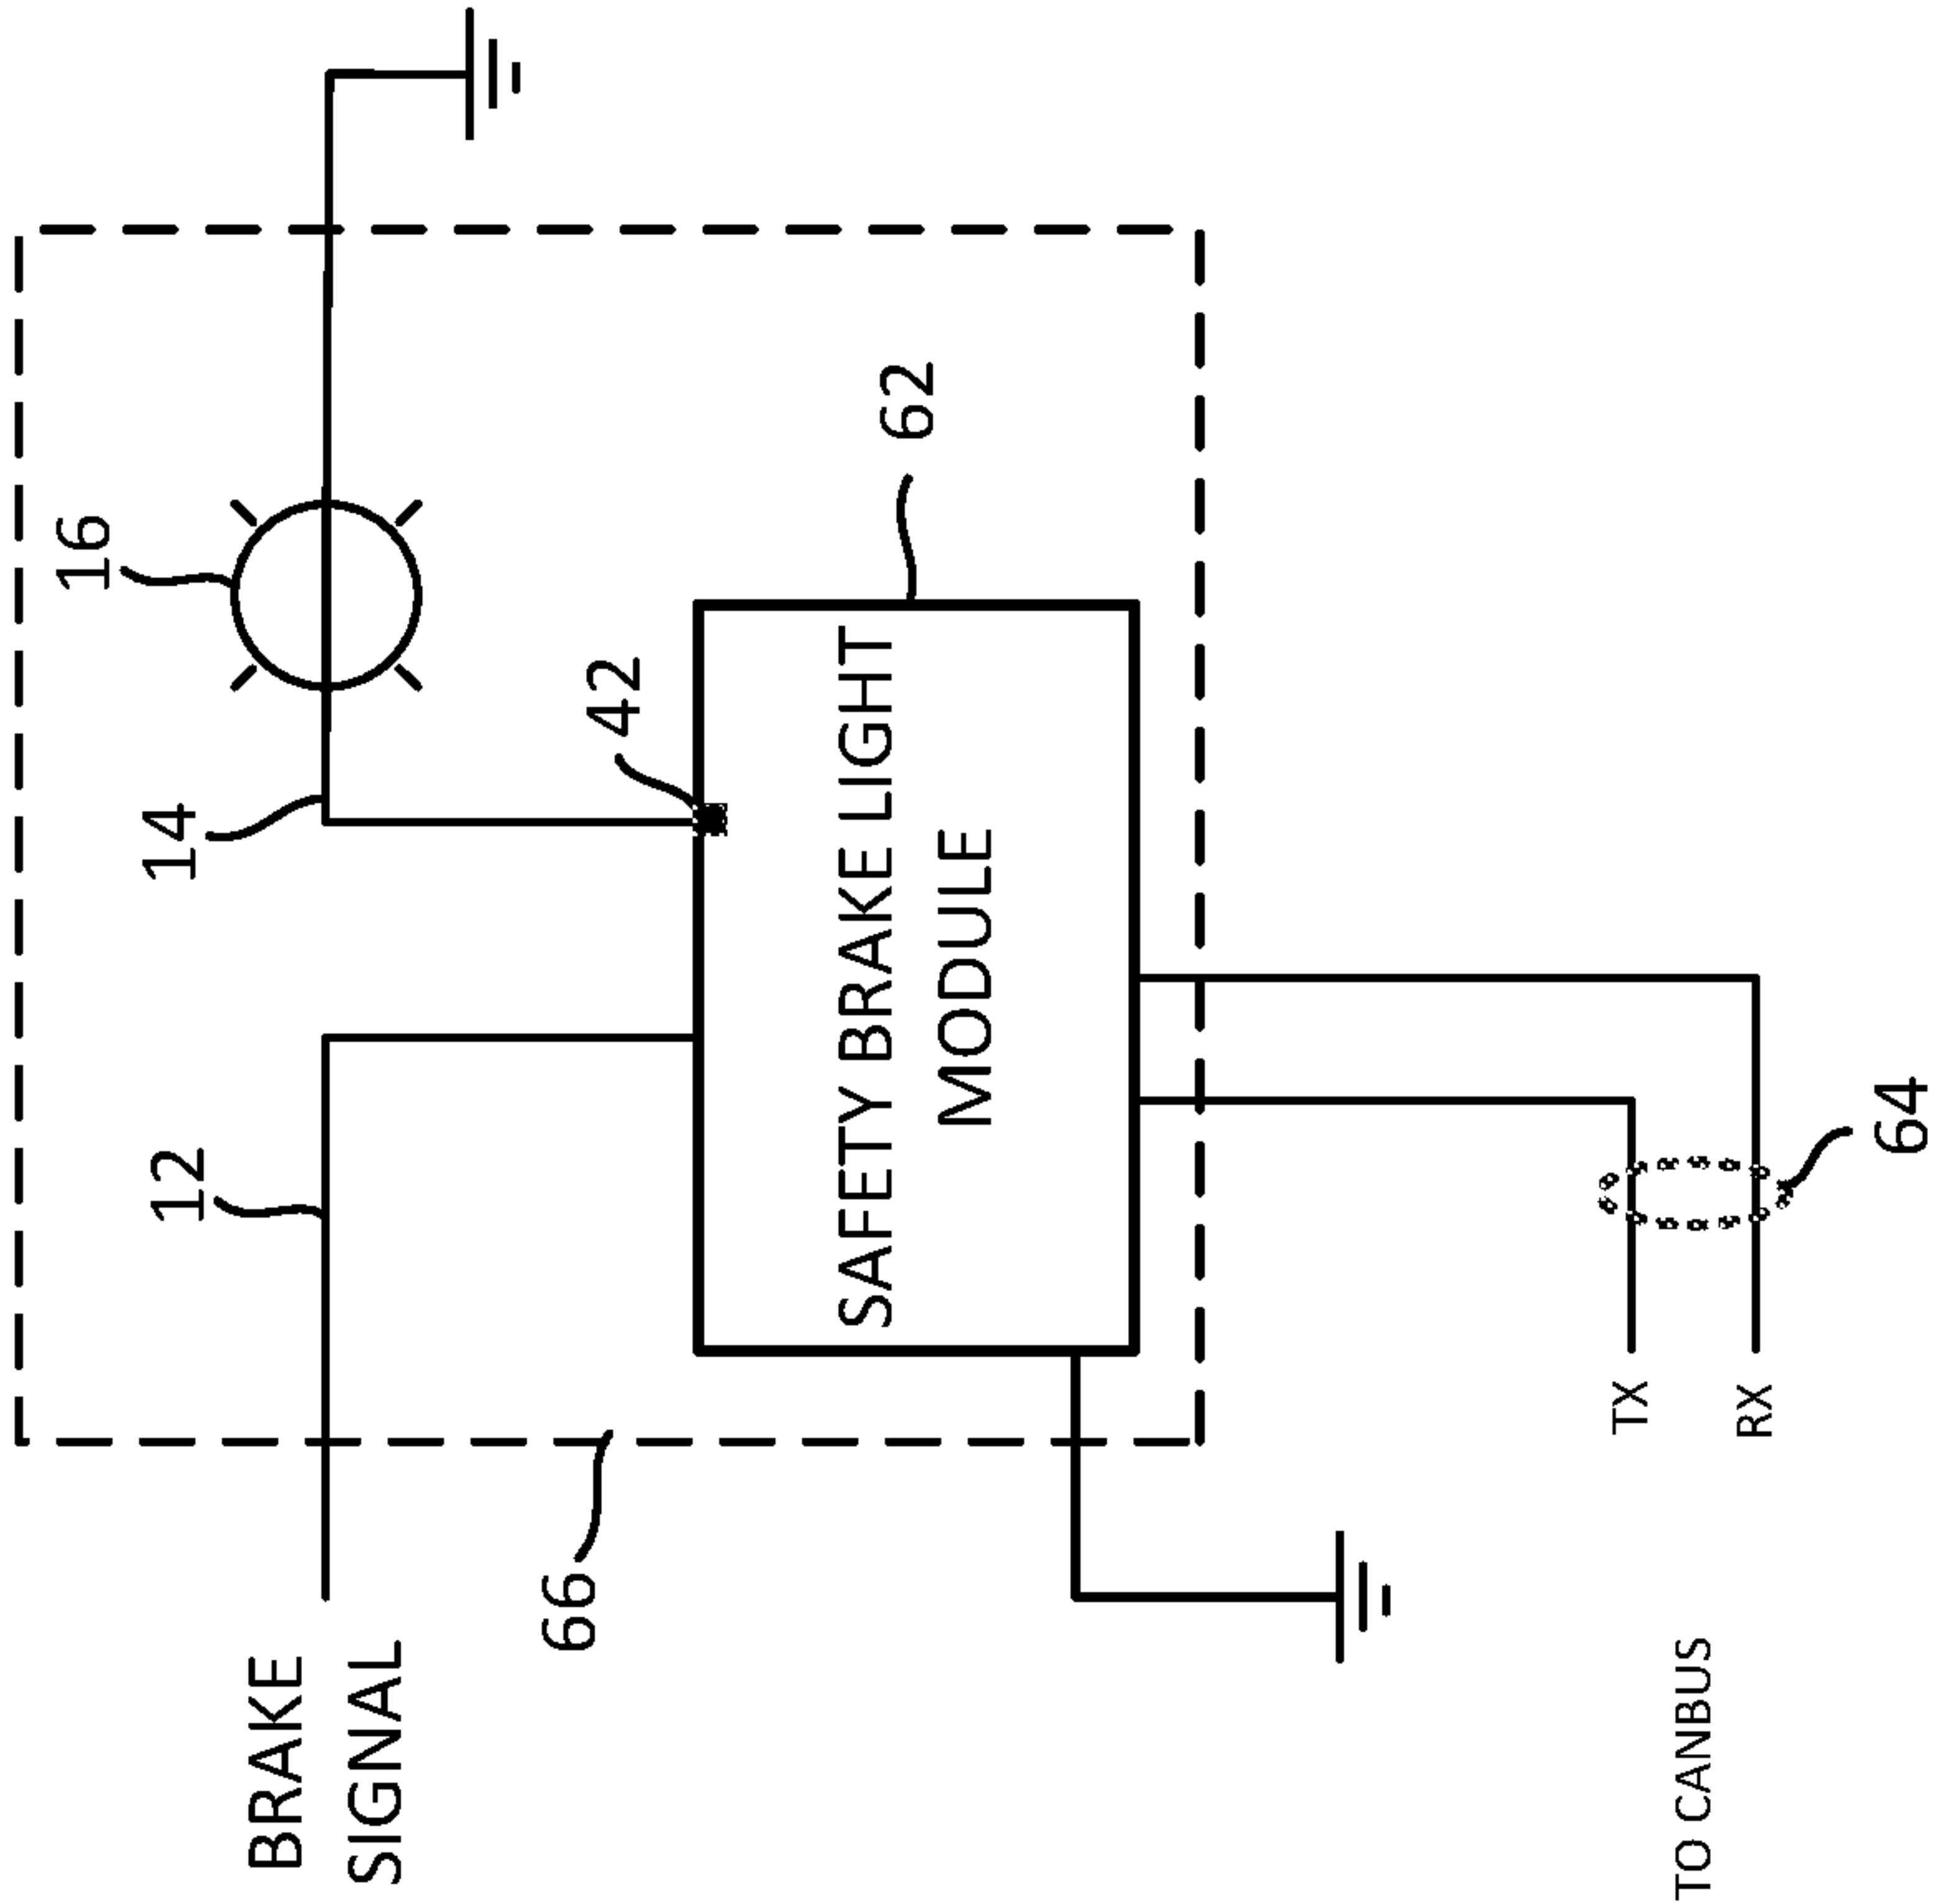 16
14
12
42
62
BRAKE
SIGNAL
66
SAFETY BRAKE LIGHT
MODULE
TX
RX
64
TO CANBUS